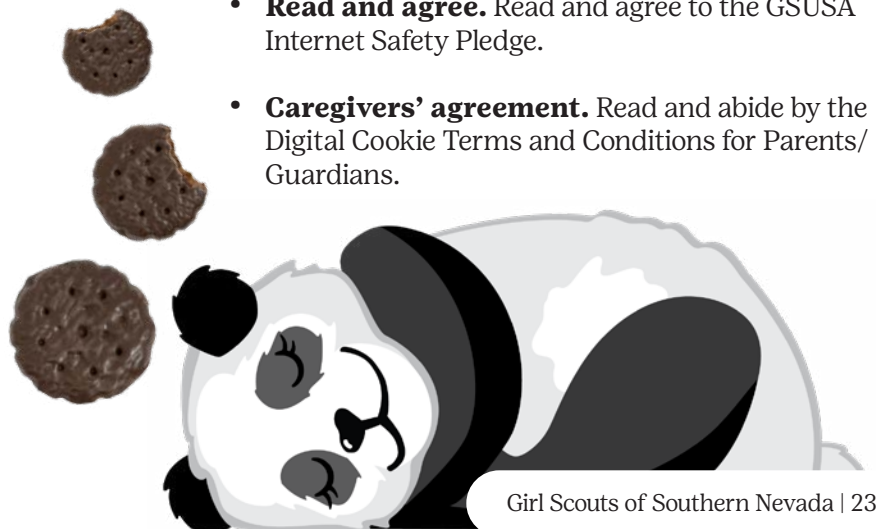 • Read and agree. Read and agree to the GSUSA
Internet Safety Pledge.
• Caregivers’ agreement. Read and abide by the
Digital Cookie Terms and Conditions for Parents/
Guardians.
Girl Scouts of Southern Nevada | 23